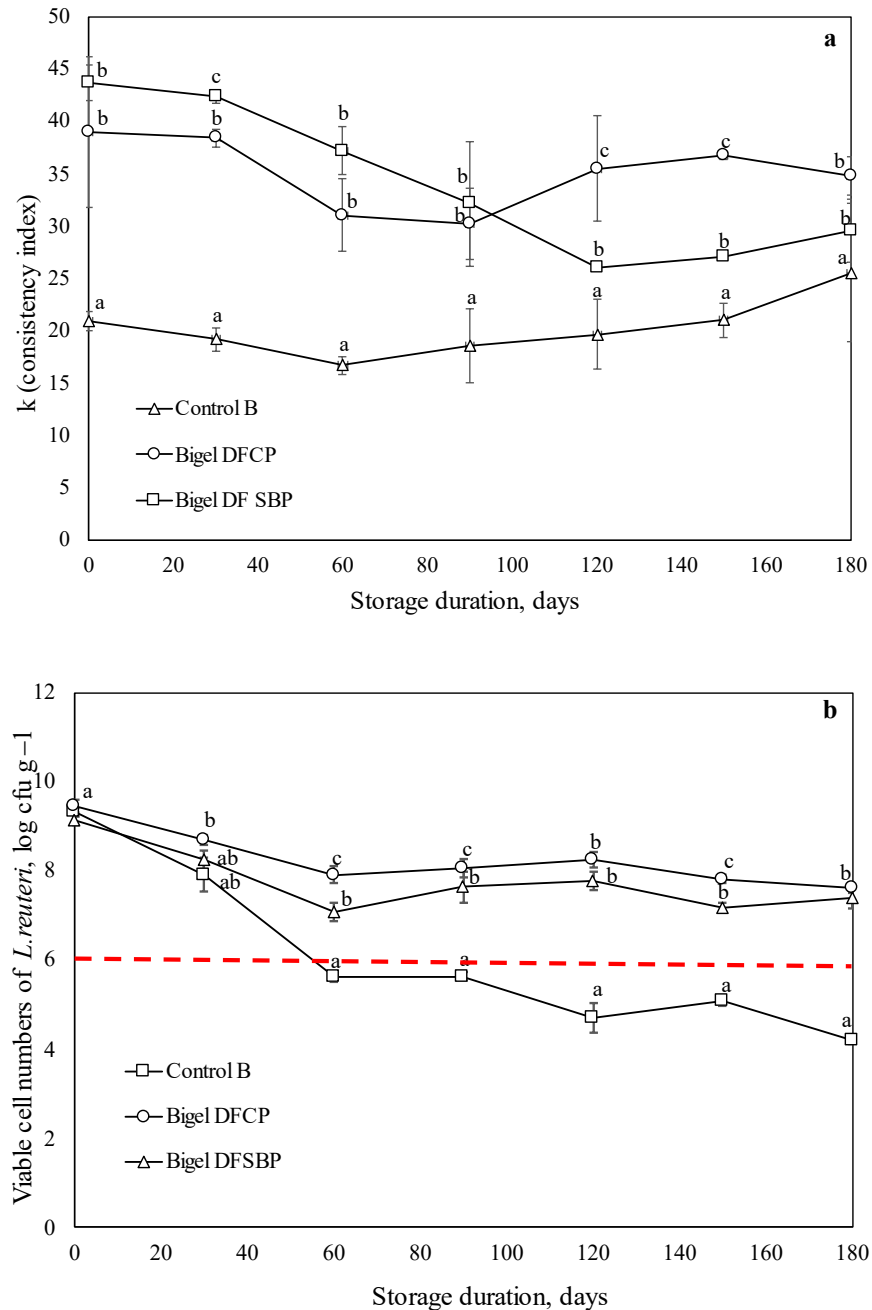 a
50
45
40
35
30
25
20
15
10
5
0
k (consistency index)
b
c
b
b
b
b
b
b
b
c
c
b
b
b
b
a
a
a
a
a
a
a
Control B
Bigel DFCP
Bigel DF SBP
0 20 40 60 80 100 120 140 160 180
Storage duration, days
b
12
10
8
6
4
2
0
Viable cell numbers of L.reuteri, log cfu g−1
a
b
ab
ab
c
b
a
c
b
a
b
b
a
c
b
a
b
a
Control B
Bigel DFCP
Bigel DFSBP
0 20 40 60 80 100 120 140 160 180
Storage duration, days